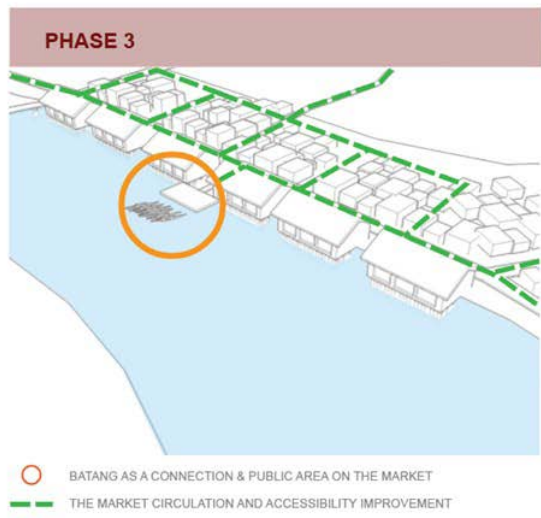 PHASE 3
BATANG AS A CONNECTION & PUBLIC AREA ON THE MARKET
THE MARKET CIRCULATION AND ACCESSIBILITY IMPROVEMENT